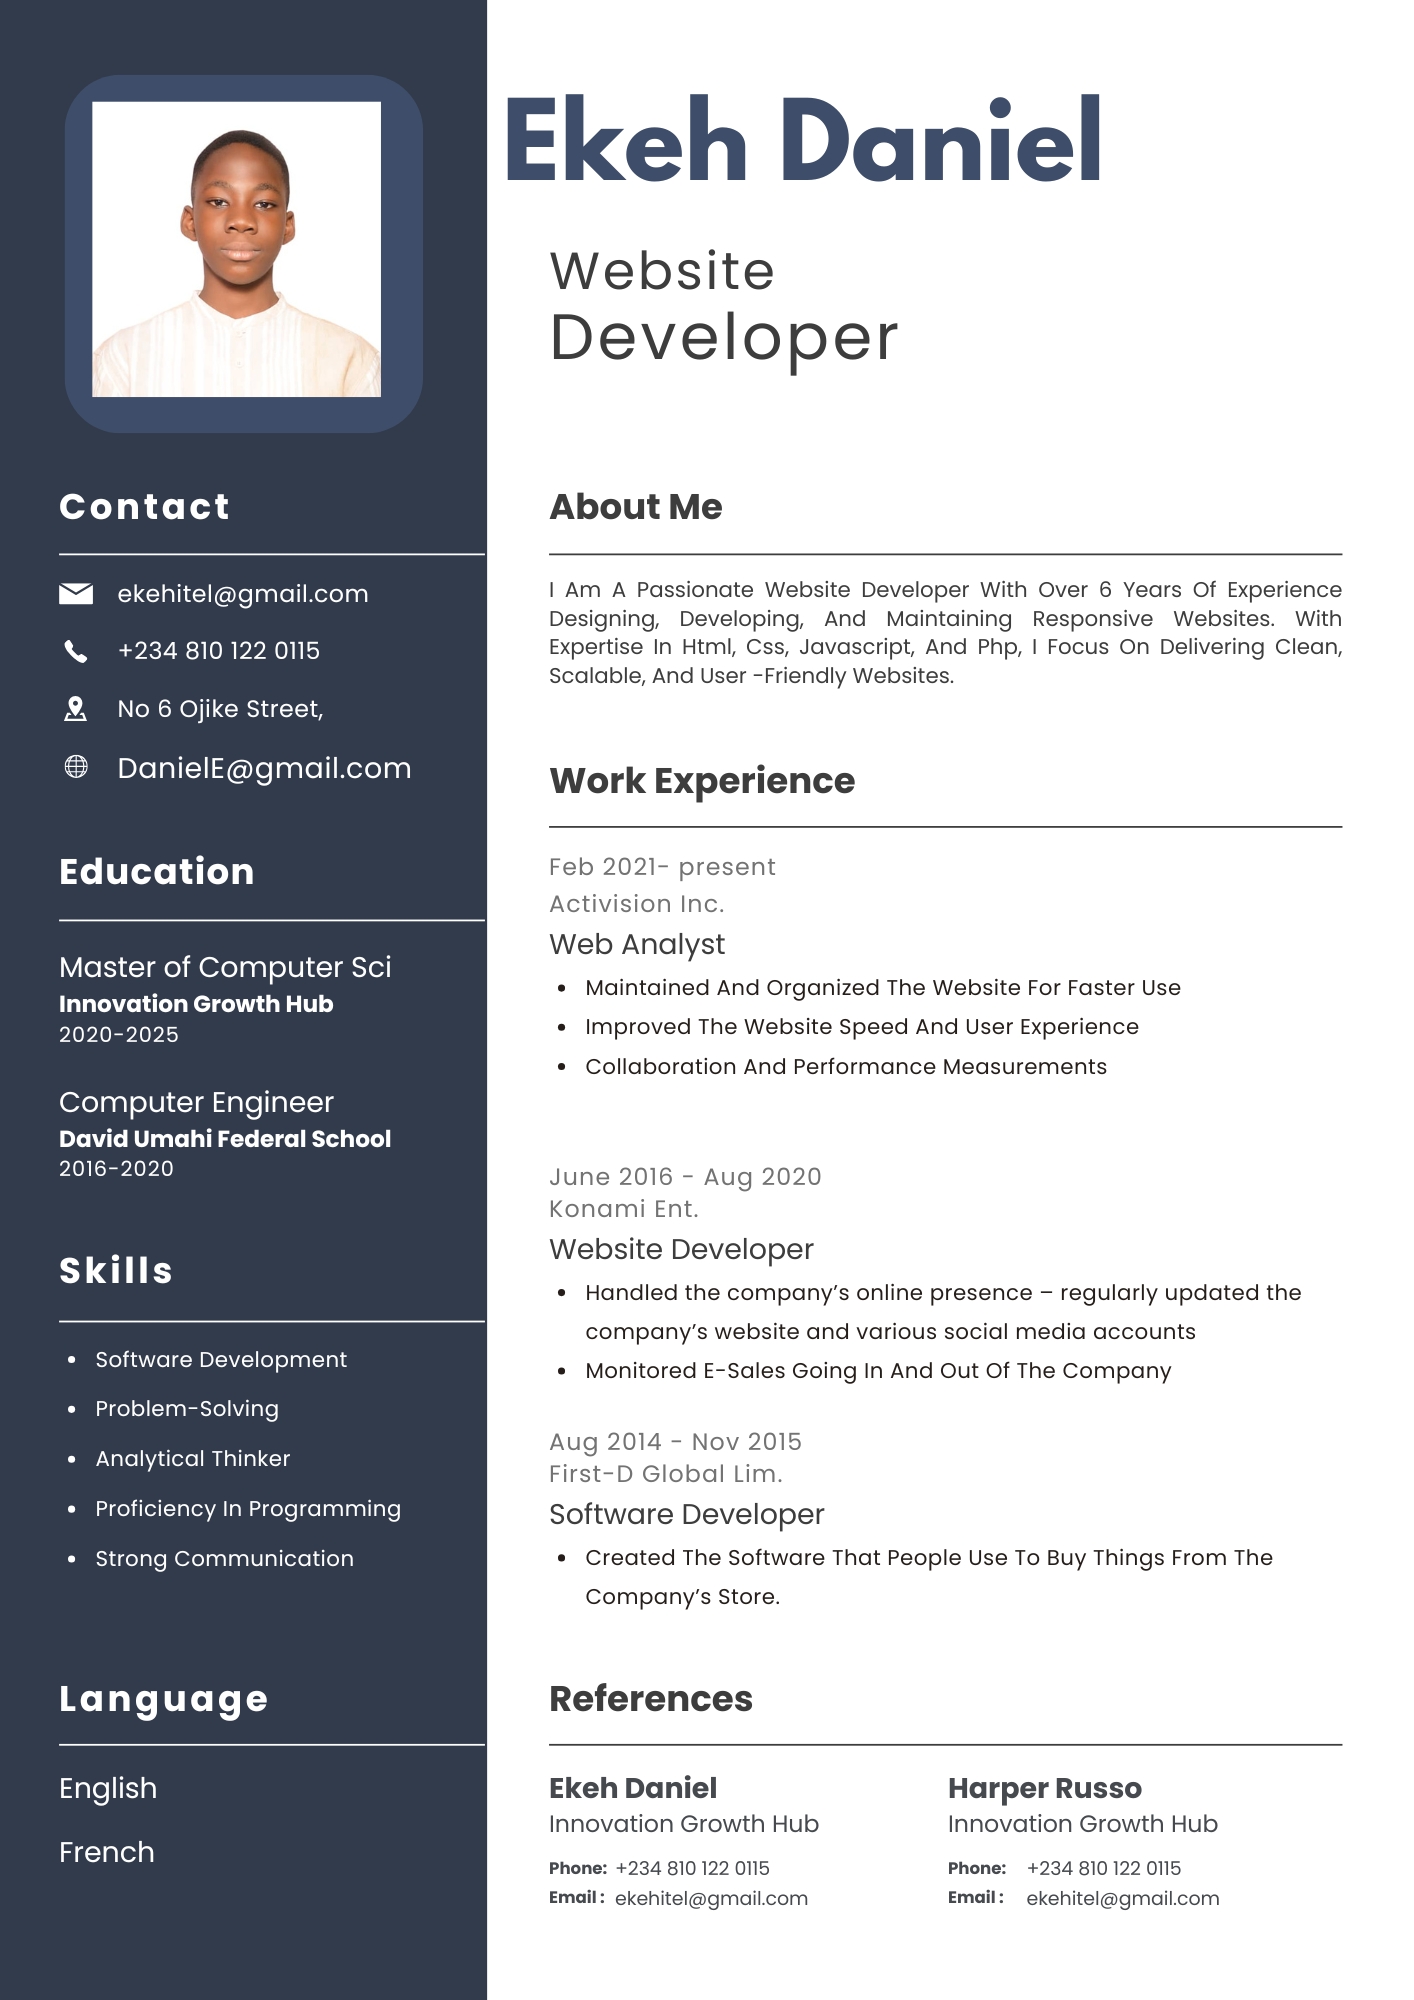 Ekeh Daniel
Website
Developer
Contact
ekehitel@gmail.com
+234 810 122 0115
No 6 Ojike Street,
DanielE@gmail.com
Education
Master of Computer Sci
Innovation Growth Hub
2020-2025
Computer Engineer
David Umahi Federal School
2016-2020
Skills
• Software Development
• Problem-Solving
• Analytical Thinker
• Proficiency In Programming
• Strong Communication
Language
English
French
About Me
I Am A Passionate Website Developer With Over 6 Years Of Experience
Designing, Developing, And Maintaining Responsive Websites. With
Expertise In Html, Css, Javascript, And Php, I Focus On Delivering Clean,
Scalable, And User -Friendly Websites.
Work Experience
Feb 2021- present
Activision Inc.
Web Analyst
• Maintained And Organized The Website For Faster Use
• Improved The Website Speed And User Experience
• Collaboration And Performance Measurements
June 2016 - Aug 2020
Konami Ent.
Website Developer
• Handled the company’s online presence – regularly updated the
company’s website and various social media accounts
• Monitored E-Sales Going In And Out Of The Company
Aug 2014 - Nov 2015
First-D Global Lim.
Software Developer
• Created The Software That People Use To Buy Things From The
Company’s Store.
References
Ekeh Daniel
Innovation Growth Hub
Phone: +234 810 122 0115
Email : ekehitel@gmail.com
Harper Russo
Innovation Growth Hub
Phone: +234 810 122 0115
Email : ekehitel@gmail.com